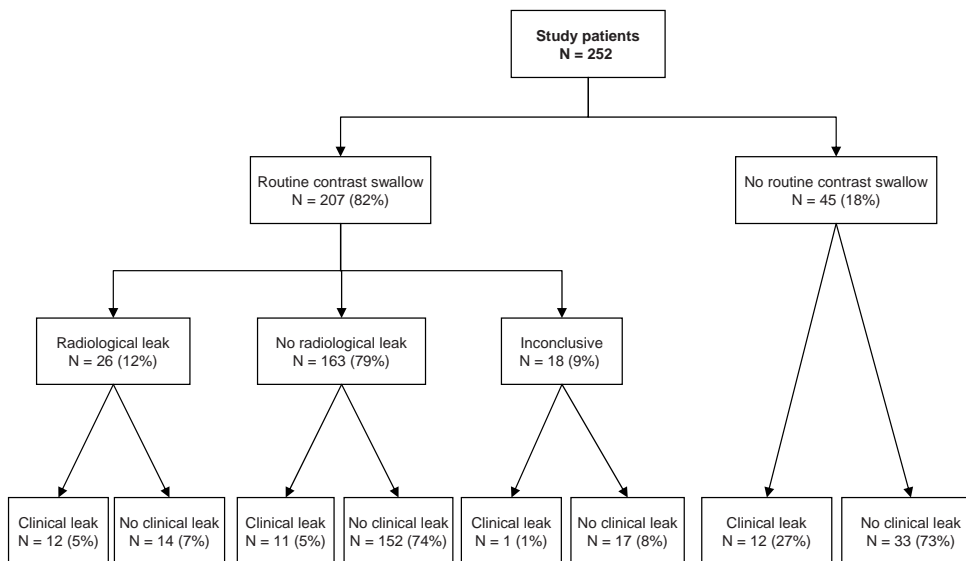 Study patients
N = 252
Routine contrast swallow
N = 207 (82%)
No routine contrast swallow
N = 45 (18%)
Radiological leak
N = 26 (12%)
No radiological leak
N = 163 (79%)
Inconclusive
N = 18 (9%)
Clinical leak
N = 12 (5%)
No clinical leak
N = 14 (7%)
Clinical leak
N = 11 (5%)
No clinical leak
N = 152 (74%)
Clinical leak
N = 1 (1%)
No clinical leak
N = 17 (8%)
Clinical leak
N = 12 (27%)
No clinical leak
N = 33 (73%)